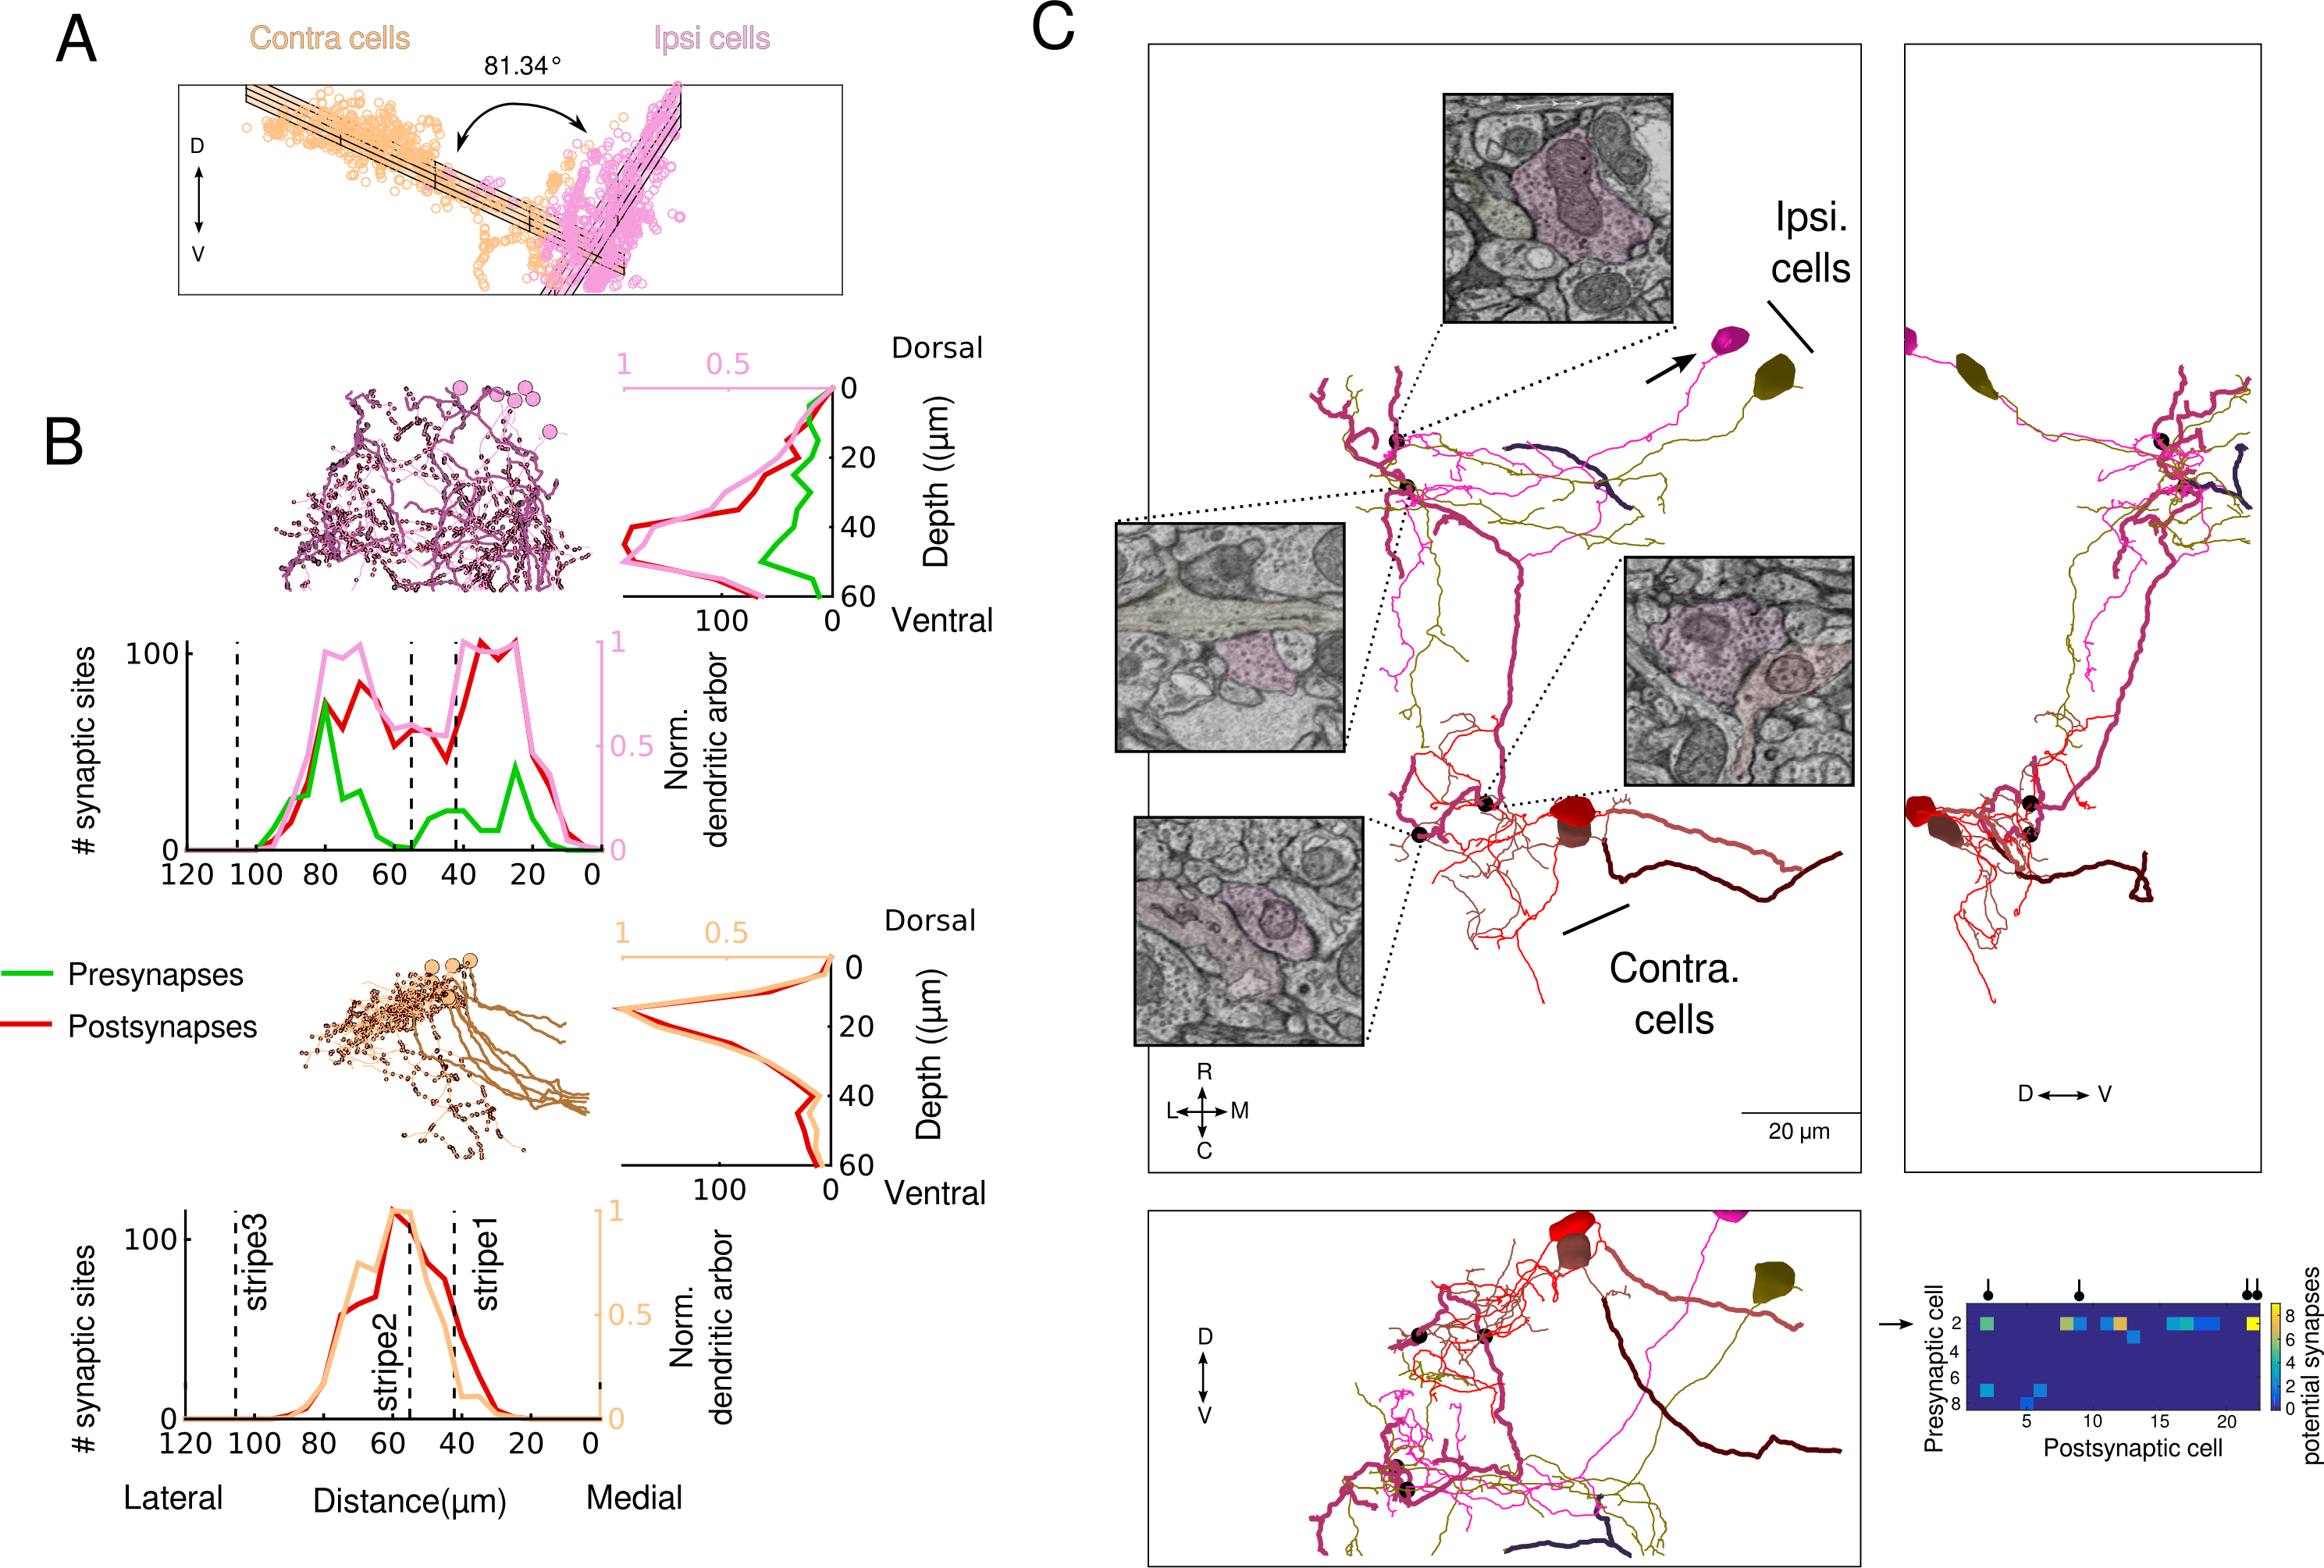 A
Contra cells
Ipsi cells
81.34°
D
V
B
1
0.5
Dorsal
0
20
40
60
Depth ((µm)
100
0
Ventral
# synaptic sites
100
0
1
0.5
0
Norm.
dendritic arbor
120 100 80 60 40 20 0
Presynapses
Postsynapses
1
0.5
Dorsal
0
20
40
60
Depth ((µm)
100
0
Ventral
# synaptic sites
100
0
stripe3
stripe2
stripe1
1
0.5
0
Norm.
dendritic arbor
120 100 80 60 40 20 0
Lateral
Distance(µm)
Medial
C
Ipsi.
cells
Contra.
cells
R
L
M
C
20 µm
D
V
D
V
Presynaptic cell
2
4
6
8
5
10
15
20
Postsynaptic cell
8
6
4
2
0
potential synapses